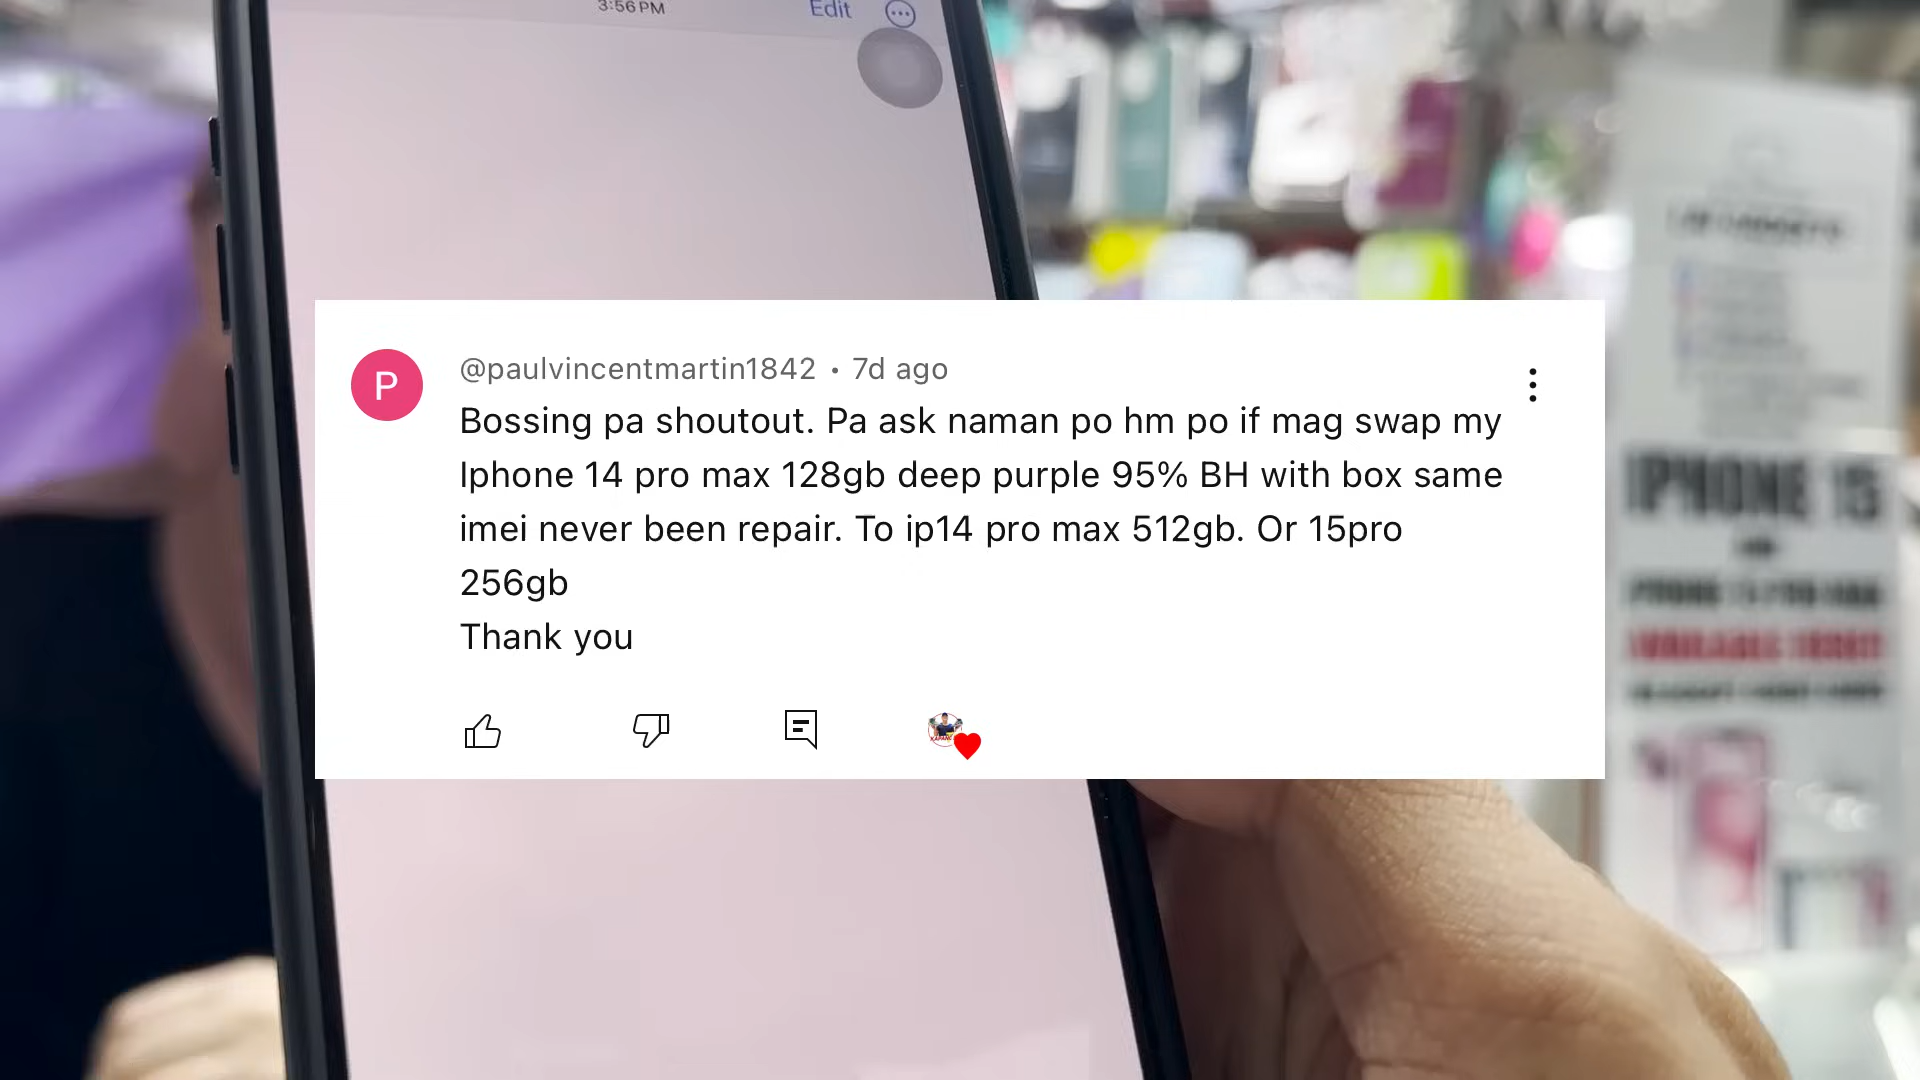 3:56 PM
Edit
P
@paulvincentmartin1842 • 7d ago
Bossing pa shoutout. Pa ask naman po hm po if mag swap my
Iphone 14 pro max 128gb deep purple 95% BH with box same
imei never been repair. To ip14 pro max 512gb. Or 15pro
256gb
Thank you
IPHONE 15